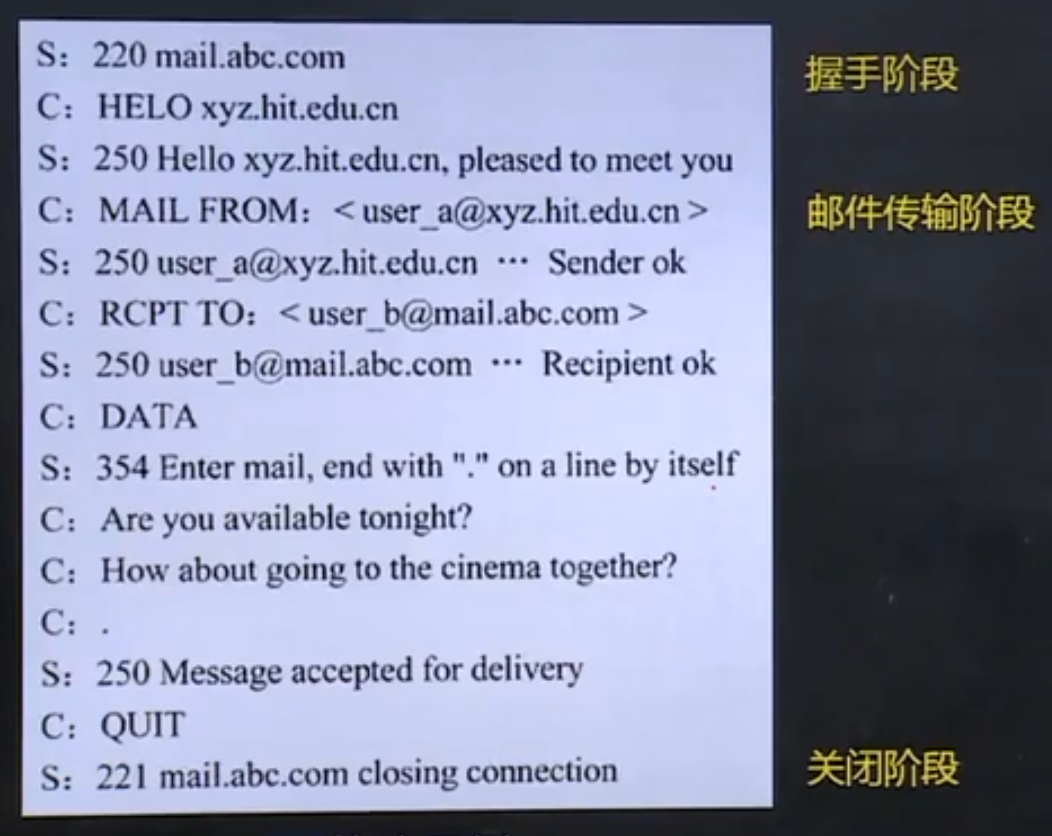 S：220 mail.abc.com
握手阶段
C：HELO xyz.hit.edu.cn
S：250 Hello xyz.hit.edu.cn, pleased to meet you
C：MAIL FROM：＜user_a@xyz.hit.edu.cn＞
邮件传输阶段
S：250 user_a@xyz.hit.edu.cn … Sender ok
C：RCPT TO：＜user_b@mail.abc.com＞
S：250 user_b@mail.abc.com … Recipient ok
C：DATA
S：354 Enter mail, end with "." on a line by itself
C：Are you available tonight?
C：How about going to the cinema together?
C：.
S：250 Message accepted for delivery
C：QUIT
S：221 mail.abc.com closing connection
关闭阶段